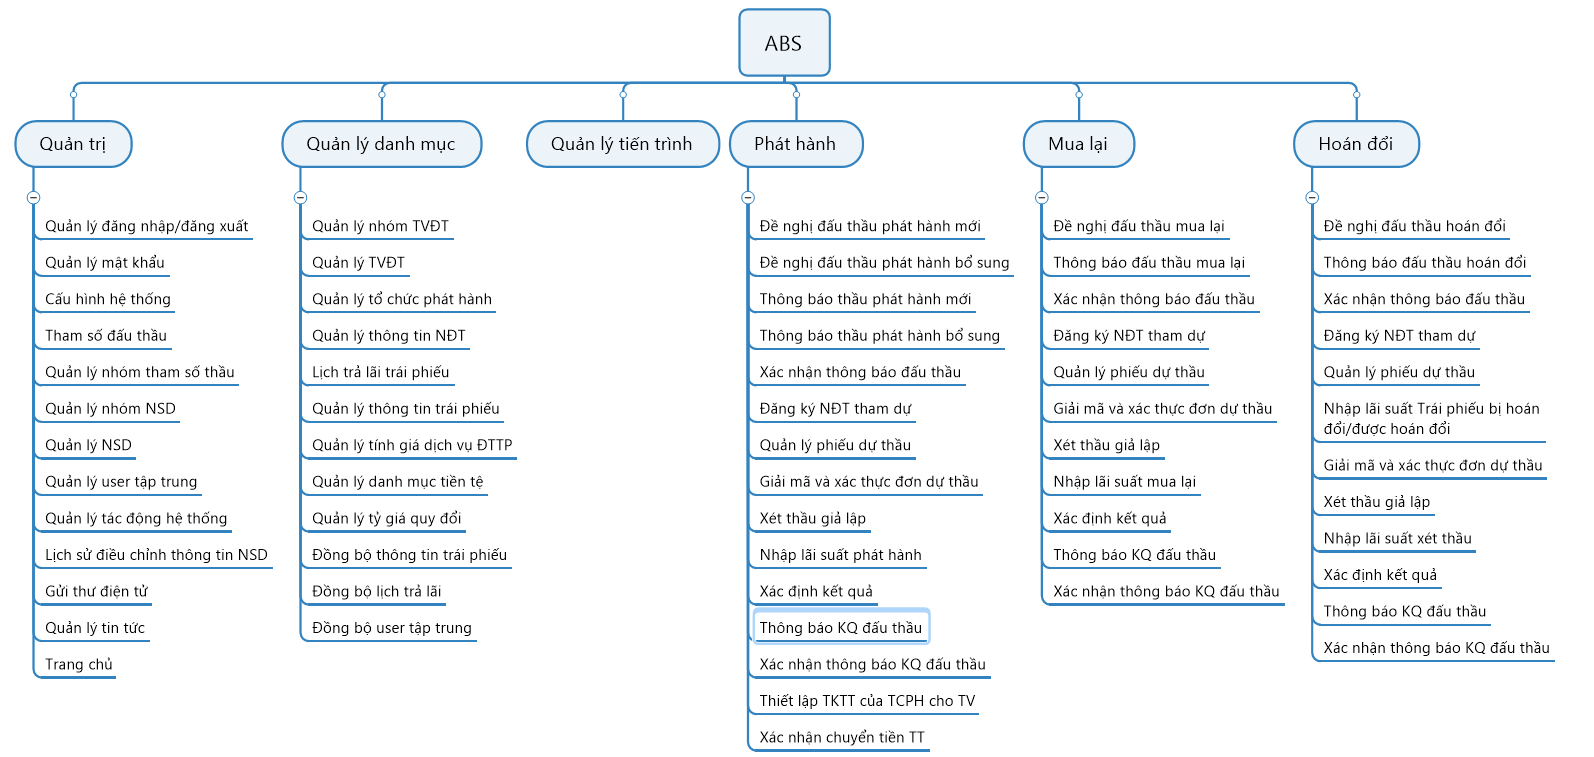 ABS
Quản trị
Quản lý đăng nhập/đăng xuất
Quản lý mật khẩu
Cấu hình hệ thống
Tham số đấu thầu
Quản lý nhóm tham số thầu
Quản lý nhóm NSD
Quản lý NSD
Quản lý user tập trung
Quản lý tác động hệ thống
Lịch sử điều chỉnh thông tin NSD
Gửi thư điện tử
Quản lý tin tức
Trang chủ
Quản lý danh mục
Quản lý nhóm TVĐT
Quản lý TVĐT
Quản lý tổ chức phát hành
Quản lý thông tin NĐT
Lịch trả lãi trái phiếu
Quản lý thông tin trái phiếu
Quản lý tính giá dịch vụ ĐTTP
Quản lý danh mục tiền tệ
Quản lý tỷ giá quy đổi
Đồng bộ thông tin trái phiếu
Đồng bộ lịch trả lãi
Đồng bộ user tập trung
Quản lý tiến trình
Phát hành
Đề nghị đấu thầu phát hành mới
Đề nghị đấu thầu phát hành bổ sung
Thông báo thầu phát hành mới
Thông báo thầu phát hành bổ sung
Xác nhận thông báo đấu thầu
Đăng ký NĐT tham dự
Quản lý phiếu dự thầu
Giải mã và xác thực đơn dự thầu
Xét thầu giả lập
Nhập lãi suất phát hành
Xác định kết quả
Thông báo KQ đấu thầu
Xác nhận thông báo KQ đấu thầu
Thiết lập TKTT của TCPH cho TV
Xác nhận chuyển tiền TT
Mua lại
Đề nghị đấu thầu mua lại
Thông báo đấu thầu mua lại
Xác nhận thông báo đấu thầu
Đăng ký NĐT tham dự
Quản lý phiếu dự thầu
Giải mã và xác thực đơn dự thầu
Xét thầu giả lập
Nhập lãi suất mua lại
Xác định kết quả
Thông báo KQ đấu thầu
Xác nhận thông báo KQ đấu thầu
Hoán đổi
Đề nghị đấu thầu hoán đổi
Thông báo đấu thầu hoán đổi
Xác nhận thông báo đấu thầu
Đăng ký NĐT tham dự
Quản lý phiếu dự thầu
Nhập lãi suất Trái phiếu bị hoán
đổi/được hoán đổi
Giải mã và xác thực đơn dự thầu
Xét thầu giả lập
Nhập lãi suất xét thầu
Xác định kết quả
Thông báo KQ đấu thầu
Xác nhận thông báo KQ đấu thầu